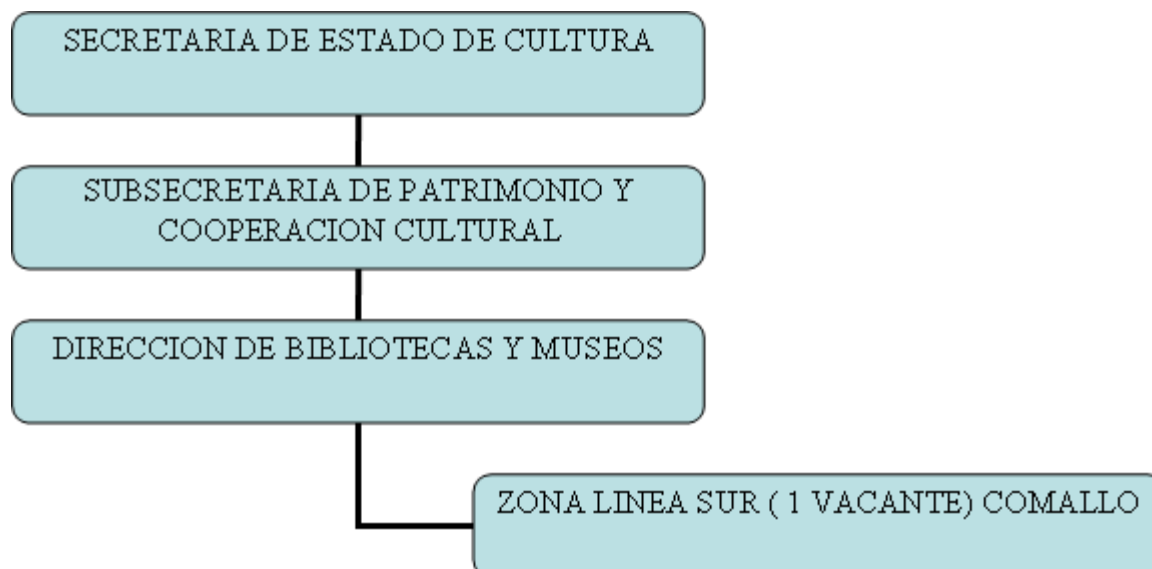 SECRETARIA DE ESTADO DE CULTURA
SUBSECRETARIA DE PATRIMONIO Y
COOPERACION CULTURAL
DIRECCION DE BIBLIOTECAS Y MUSEOS
ZONA LINEA SUR ( 1 VACANTE) COMALLO